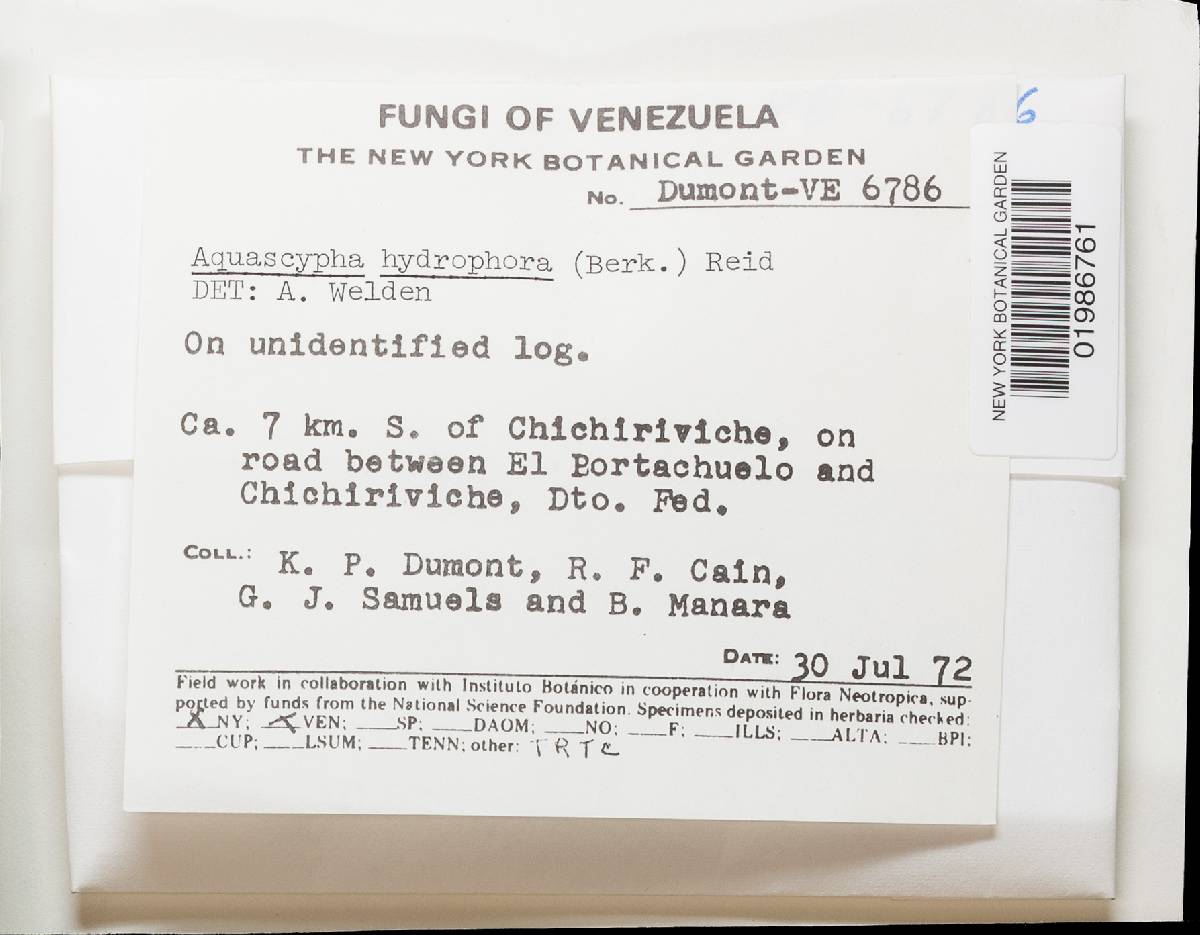 FUNGI OF VENEZUELA
THE NEW YORK BOTANICAL GARDEN
No. Dumont-VE 6786
Aquascypha hydrophora (Berk.) Reid
DET: A. Welden
On unidentified log.
Ca. 7 km. S. of Chichiriviche, on
road between El Portachuelo and
Chichiriviche, Dto. Fed.
COLL.: K. P. Dumont, R. F. Cain,
G. J. Samuels and B. Manara
DATE: 30 Jul 72
Field work in collaboration with Instituto Botánico in cooperation with Flora Neotropica, sup-
ported by funds from the National Science Foundation. Specimens deposited in herbaria checked:
X NY; X VEN; ___SP; ___DAOM; ___NO; ___F; ___ILLS; ___ALTA; ___BPI;
___CUP; ___LSUM; ___TENN; other: TRTC
6
NEW YORK BOTANICAL GARDEN
01986761